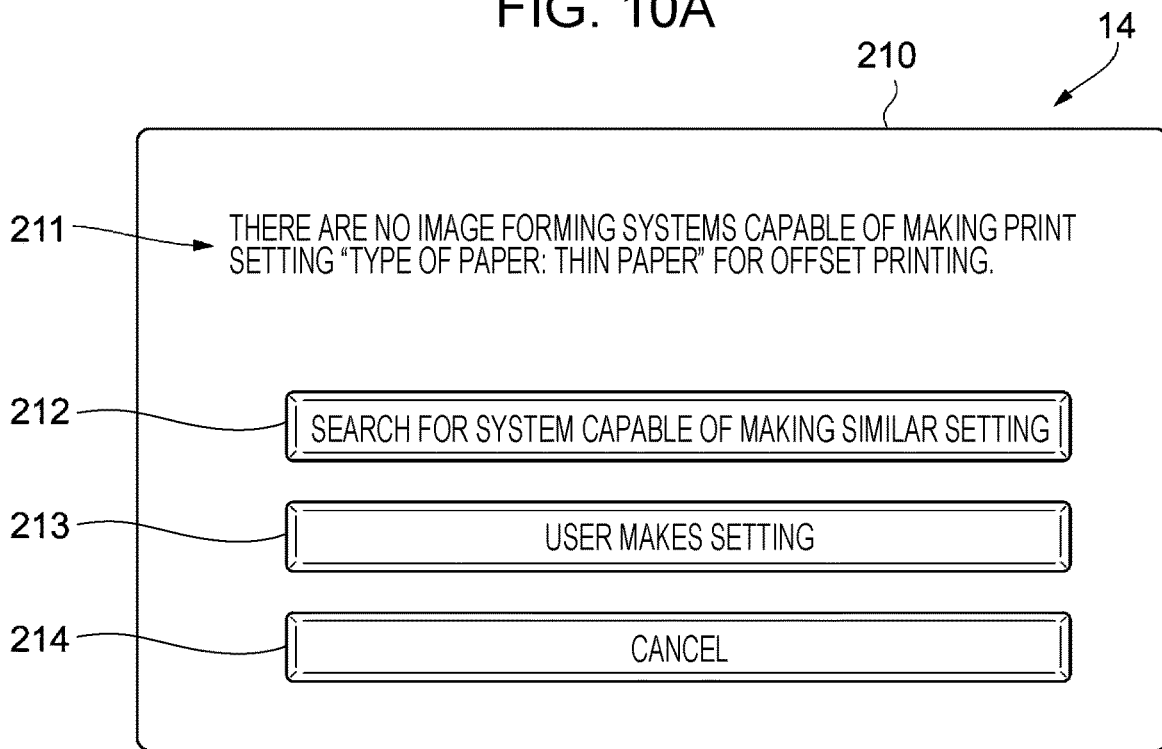 FIG. 10A
14
210
211
THERE ARE NO IMAGE FORMING SYSTEMS CAPABLE OF MAKING PRINT
SETTING “TYPE OF PAPER: THIN PAPER” FOR OFFSET PRINTING.
212
SEARCH FOR SYSTEM CAPABLE OF MAKING SIMILAR SETTING
213
USER MAKES SETTING
214
CANCEL